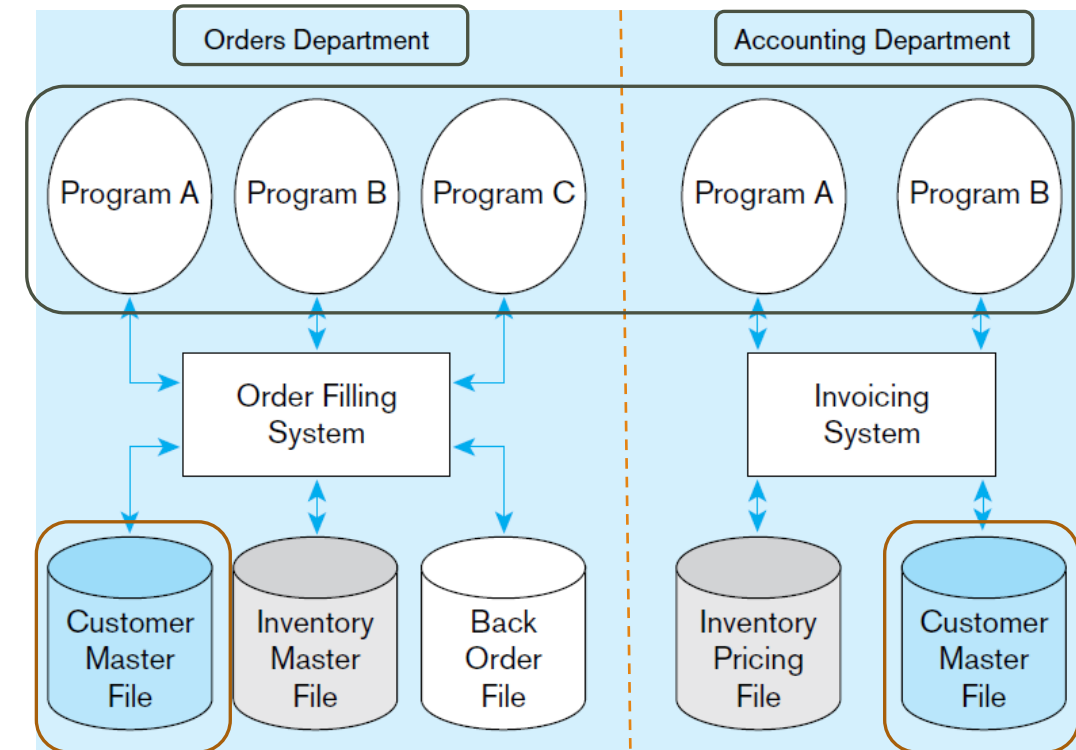 Orders Department
Accounting Department
Program A
Program B
Program C
Program A
Program B
Order Filling
System
Invoicing
System
Customer
Master
File
Inventory
Master
File
Back
Order
File
Inventory
Pricing
File
Customer
Master
File